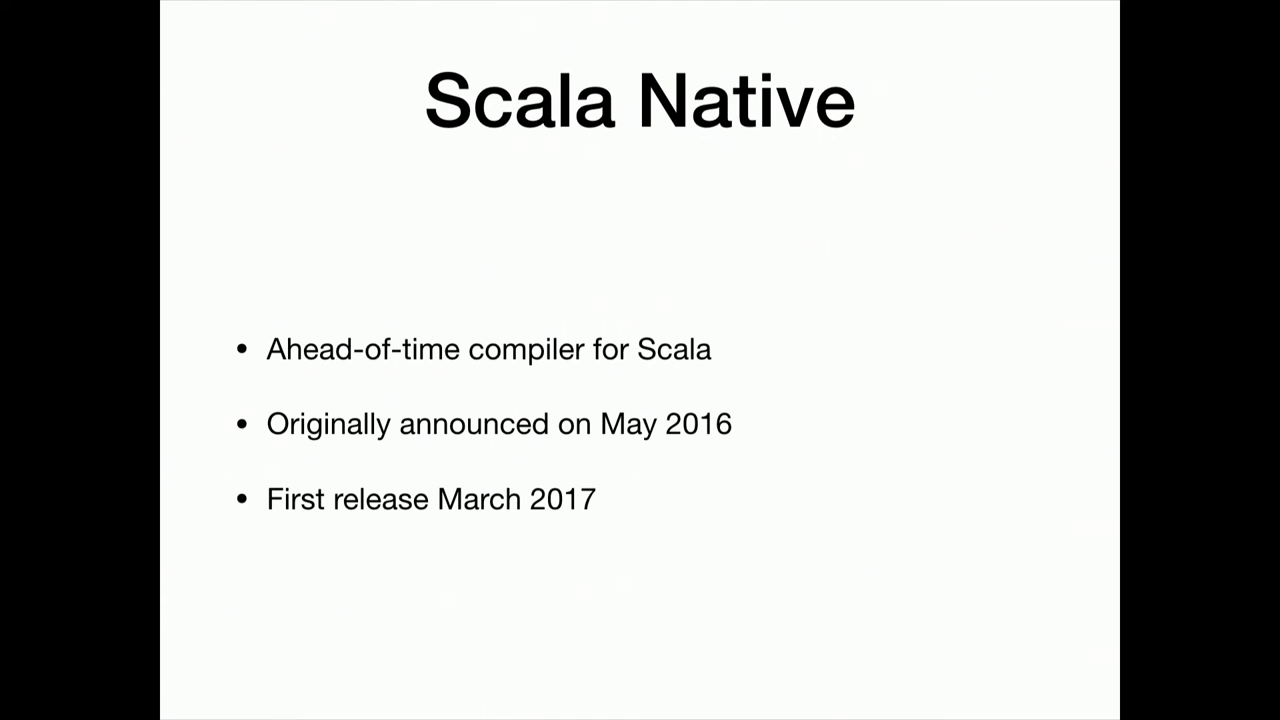 Scala Native
• Ahead-of-time compiler for Scala
• Originally announced on May 2016
• First release March 2017